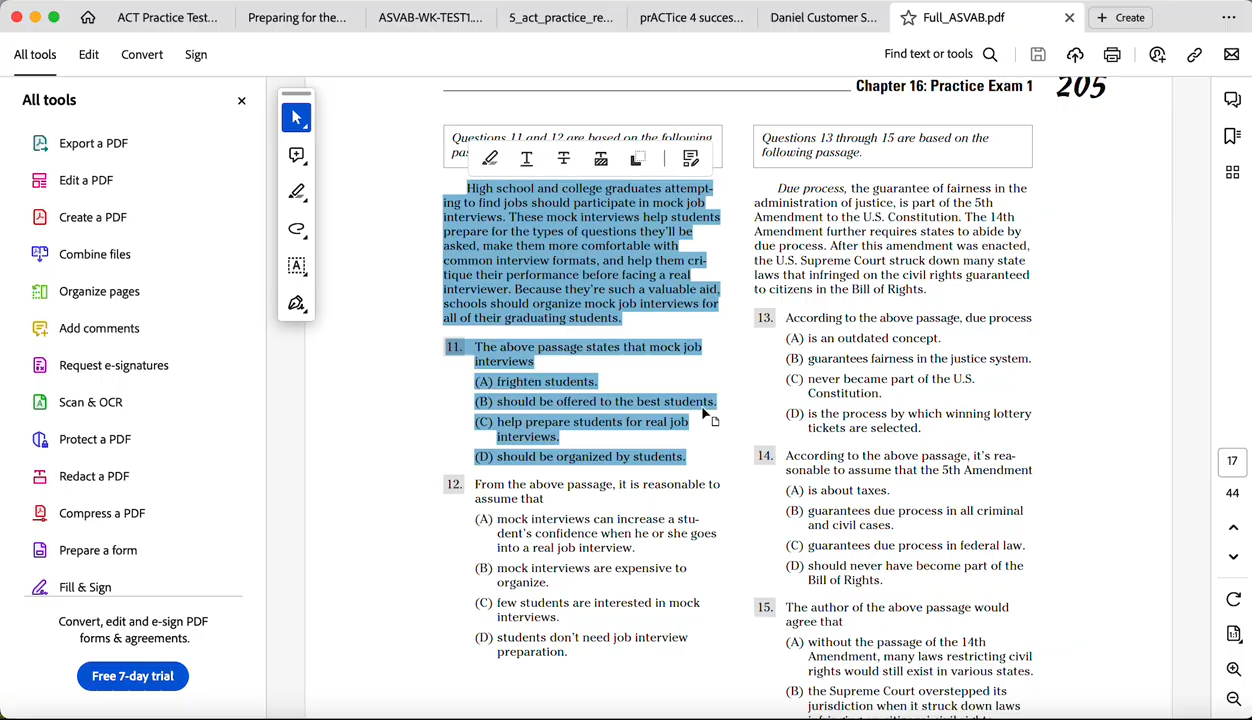 ACT Practice Test...
Preparing for the...
ASVAB-WK-TEST1....
5_act_practice_re...
prACTice 4 succes...
Daniel Customer S...
Full_ASVAB.pdf
Create
All tools
Edit
Convert
Sign
Find text or tools
All tools
Export a PDF
Edit a PDF
Create a PDF
Combine files
Organize pages
Add comments
Request e-signatures
Scan & OCR
Protect a PDF
Redact a PDF
Compress a PDF
Prepare a form
Fill & Sign
Convert, edit and e-sign PDF
forms & agreements.
Free 7-day trial
Chapter 16: Practice Exam 1
205
Questions 11 and 12 are based on the following
High school and college graduates attempt-
ing to find jobs should participate in mock job
interviews. These mock interviews help students
prepare for the types of questions they'll be
asked, make them more comfortable with
common interview formats, and help them cri-
tique their performance before facing a real
interviewer. Because they're such a valuable aid,
schools should organize mock job interviews for
all of their graduating students.
11. The above passage states that mock job
interviews
(A) frighten students.
(B) should be offered to the best students.
(C) help prepare students for real job
interviews.
(D) should be organized by students.
12. From the above passage, it is reasonable to
assume that
(A) mock interviews can increase a stu-
dent's confidence when he or she goes
into a real job interview.
(B) mock interviews are expensive to
organize.
(C) few students are interested in mock
interviews.
(D) students don't need job interview
preparation.
Questions 13 through 15 are based on the
following passage.
Due process, the guarantee of fairness in the
administration of justice, is part of the 5th
Amendment to the U.S. Constitution. The 14th
Amendment further requires states to abide by
due process. After this amendment was enacted,
the U.S. Supreme Court struck down many state
laws that infringed on the civil rights guaranteed
to citizens in the Bill of Rights.
13. According to the above passage, due process
(A) is an outdated concept.
(B) guarantees fairness in the justice system.
(C) never became part of the U.S.
Constitution.
(D) is the process by which winning lottery
tickets are selected.
14. According to the above passage, it's rea-
sonable to assume that the 5th Amendment
(A) is about taxes.
(B) guarantees due process in all criminal
and civil cases.
(C) guarantees due process in federal law.
(D) should never have become part of the
Bill of Rights.
15. The author of the above passage would
agree that
(A) without the passage of the 14th
Amendment, many laws restricting civil
rights would still exist in various states.
(B) the Supreme Court overstepped its
jurisdiction when it struck down laws
17
44